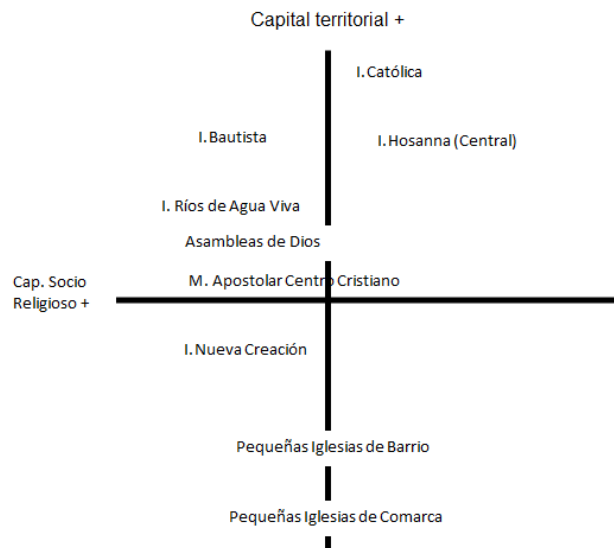 Capital territorial +
I. Católica
I. Bautista
I. Hosanna (Central)
I. Ríos de Agua Viva
Asambleas de Dios
Cap. Socio
Religioso +
M. Apostolar Centro Cristiano
I. Nueva Creación
Pequeñas Iglesias de Barrio
Pequeñas Iglesias de Comarca